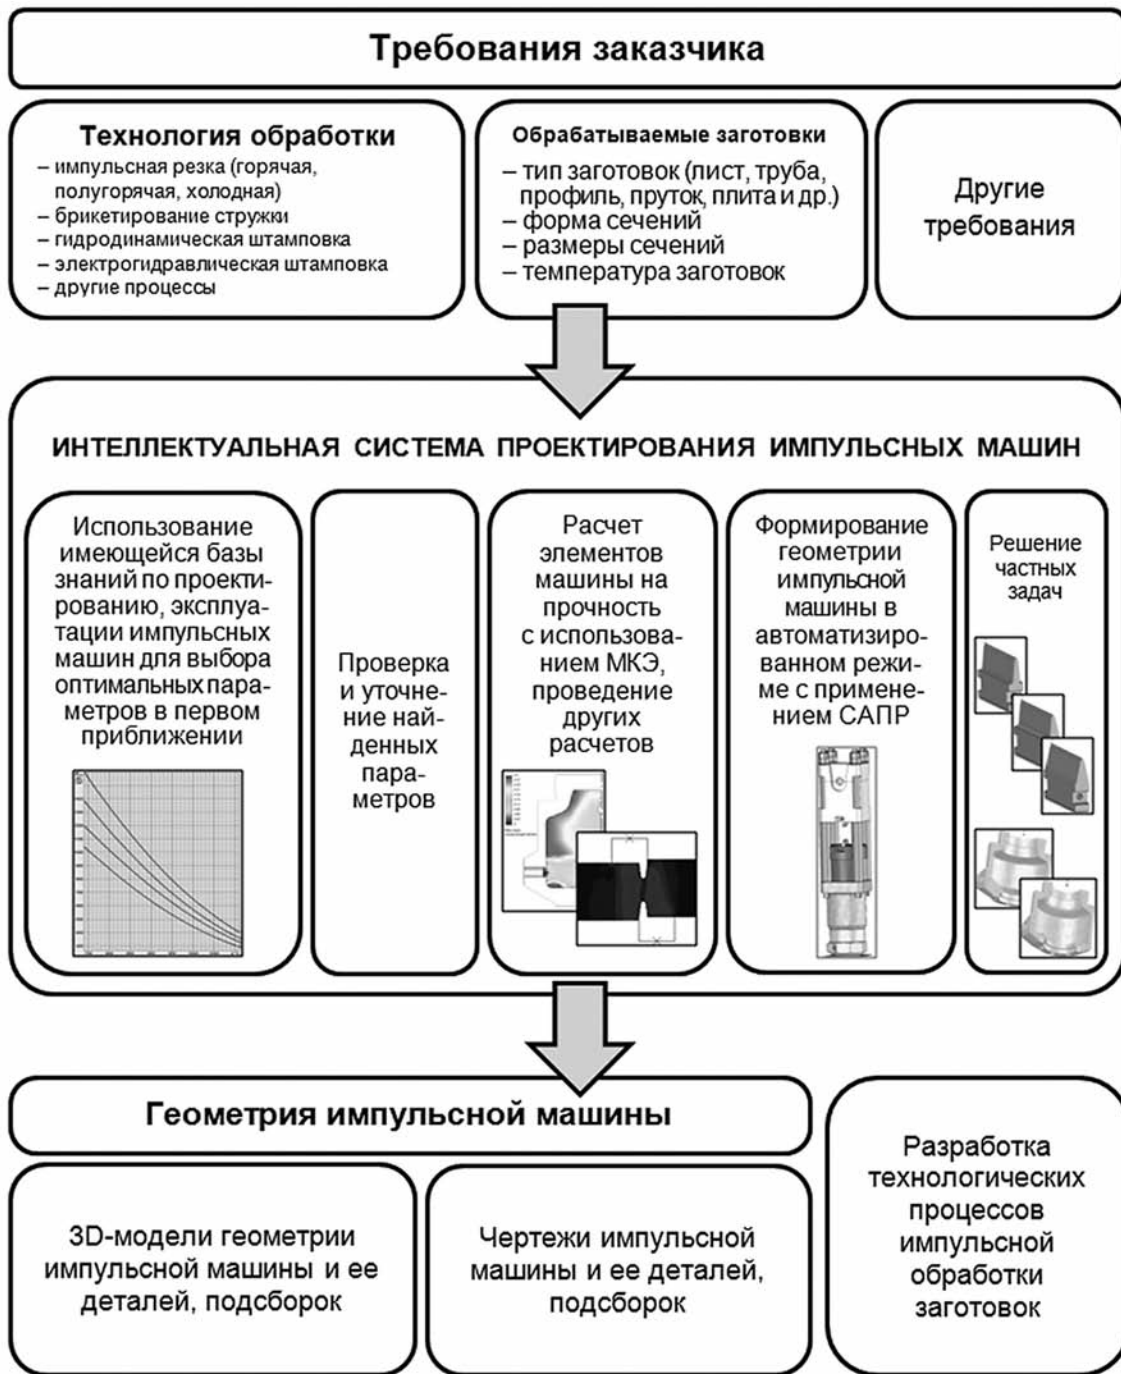 Требования заказчика
Технология обработки
– импульсная резка (горячая,
полугорячая, холодная)
– брикетирование стружки
– гидродинамическая штамповка
– электрогидравлическая штамповка
– другие процессы
Обрабатываемые заготовки
– тип заготовок (лист, труба,
профиль, пруток, плита и др.)
– форма сечений
– размеры сечений
– температура заготовок
Другие
требования
ИНТЕЛЛЕКТУАЛЬНАЯ СИСТЕМА ПРОЕКТИРОВАНИЯ ИМПУЛЬСНЫХ МАШИН
Использование
имеющейся базы
знаний по проекти-
рованию, эксплуа-
тации импульсных
машин для выбора
оптимальных пара-
метров в первом
приближении
Проверка
и уточне-
ние най-
денных
пара-
метров
Расчет
элементов
машины на
прочность
с использова-
нием МКЭ,
проведение
других
расчетов
Формирование
геометрии
импульсной
машины в
автоматизиро-
ванном режи-
ме с примене-
нием САПР
Решение
частных
задач
Геометрия импульсной машины
3D-модели геометрии
импульсной машины и ее
деталей, подсборок
Чертежи импульсной
машины и ее деталей,
подсборок
Разработка
технологических
процессов
импульсной
обработки
заготовок